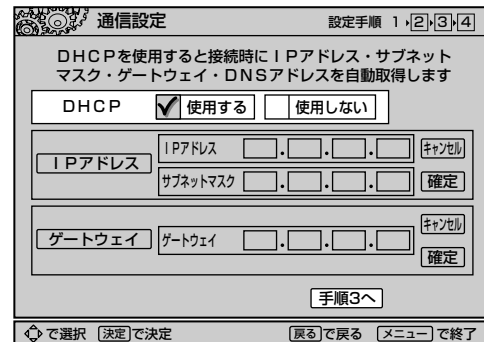 通信設定
設定手順 1 2 3 4
DHCPを使用すると接続時にIPアドレス・サブネット
マスク・ゲートウェイ・DNSアドレスを自動取得します
DHCP 使用する 使用しない
IPアドレス
IPアドレス . . . キャンセル
サブネットマスク . . . 確定
ゲートウェイ
ゲートウェイ . . . キャンセル
確定
手順3へ
で選択 決定で決定 戻るで戻る メニューで終了